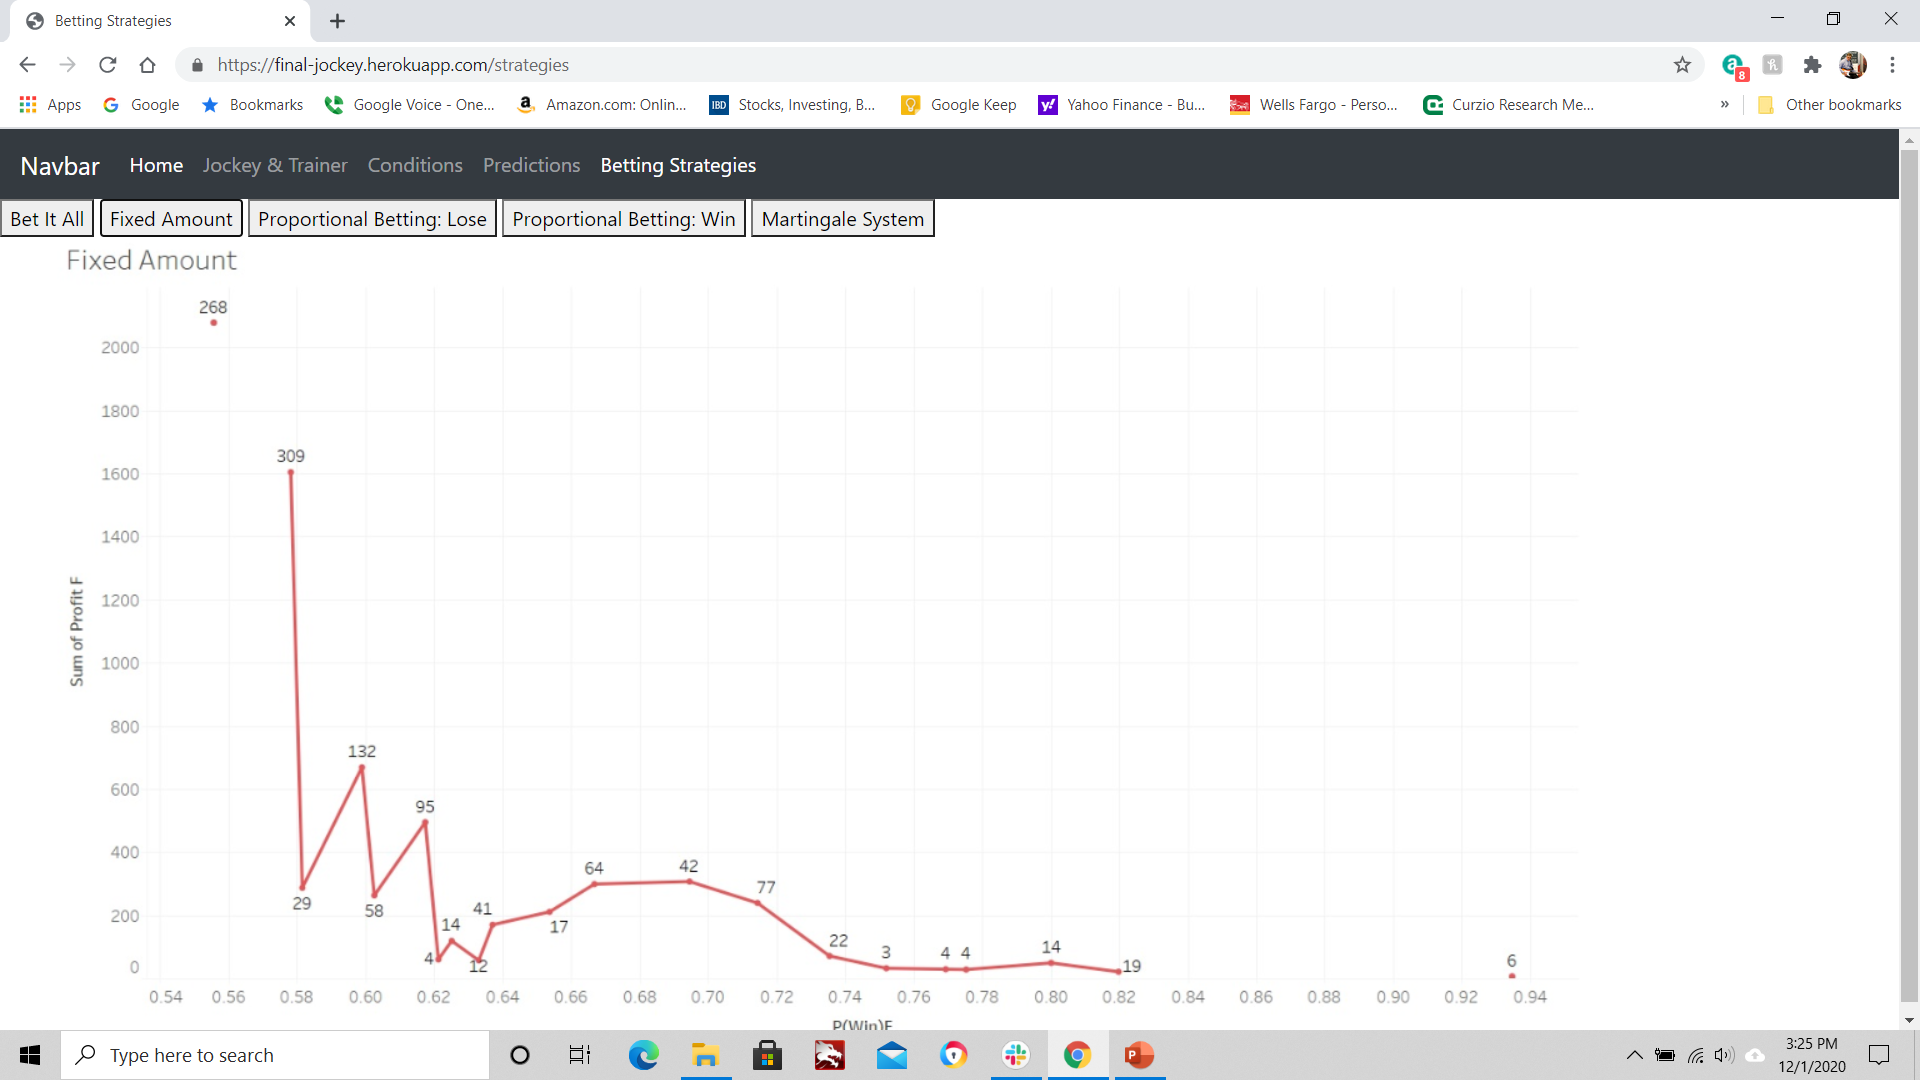 Betting Strategies
https://final-jockey.herokuapp.com/strategies
8
Apps Google Bookmarks Google Voice - One... Amazon.com: Onlin... IBD Stocks, Investing, B... Google Keep y! Yahoo Finance - Bu... Wells Fargo - Perso... Curzio Research Me... » Other bookmarks
Navbar Home Jockey & Trainer Conditions Predictions Betting Strategies
Bet It All Fixed Amount Proportional Betting: Lose Proportional Betting: Win Martingale System
Fixed Amount
268
2000
1800
309
1600
1400
Sum of Profit F
1200
1000
800
132
600
95
400
64 42
77
29
58
41
200
14
17
22
14
4
12
3
4 4
19
6
0
0.54 0.56 0.58 0.60 0.62 0.64 0.66 0.68 0.70 0.72 0.74 0.76 0.78 0.80 0.82 0.84 0.86 0.88 0.90 0.92 0.94
P(Win)F
Type here to search
3:25 PM
12/1/2020